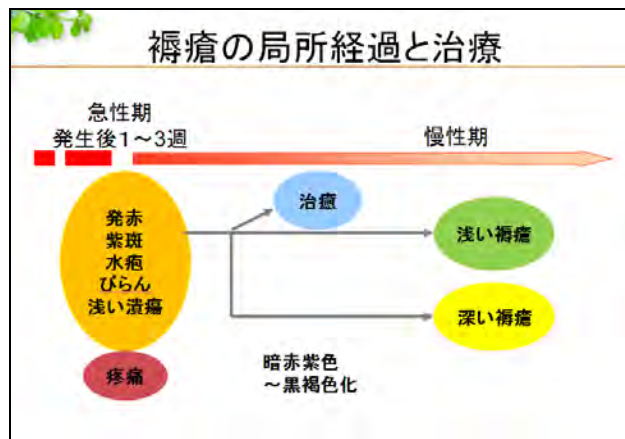 褥瘡の局所経過と治療
急性期
発生後1~3週
慢性期
発赤
紫斑
水疱
びらん
浅い潰瘍
疼痛
治癒
浅い褥瘡
深い褥瘡
暗赤紫色
~黒褐色化